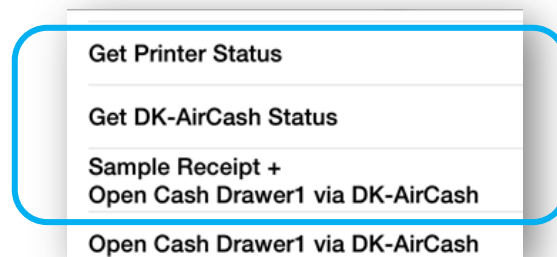 Get Printer Status
Get DK-AirCash Status
Sample Receipt +
Open Cash Drawer1 via DK-AirCash
Open Cash Drawer1 via DK-AirCash